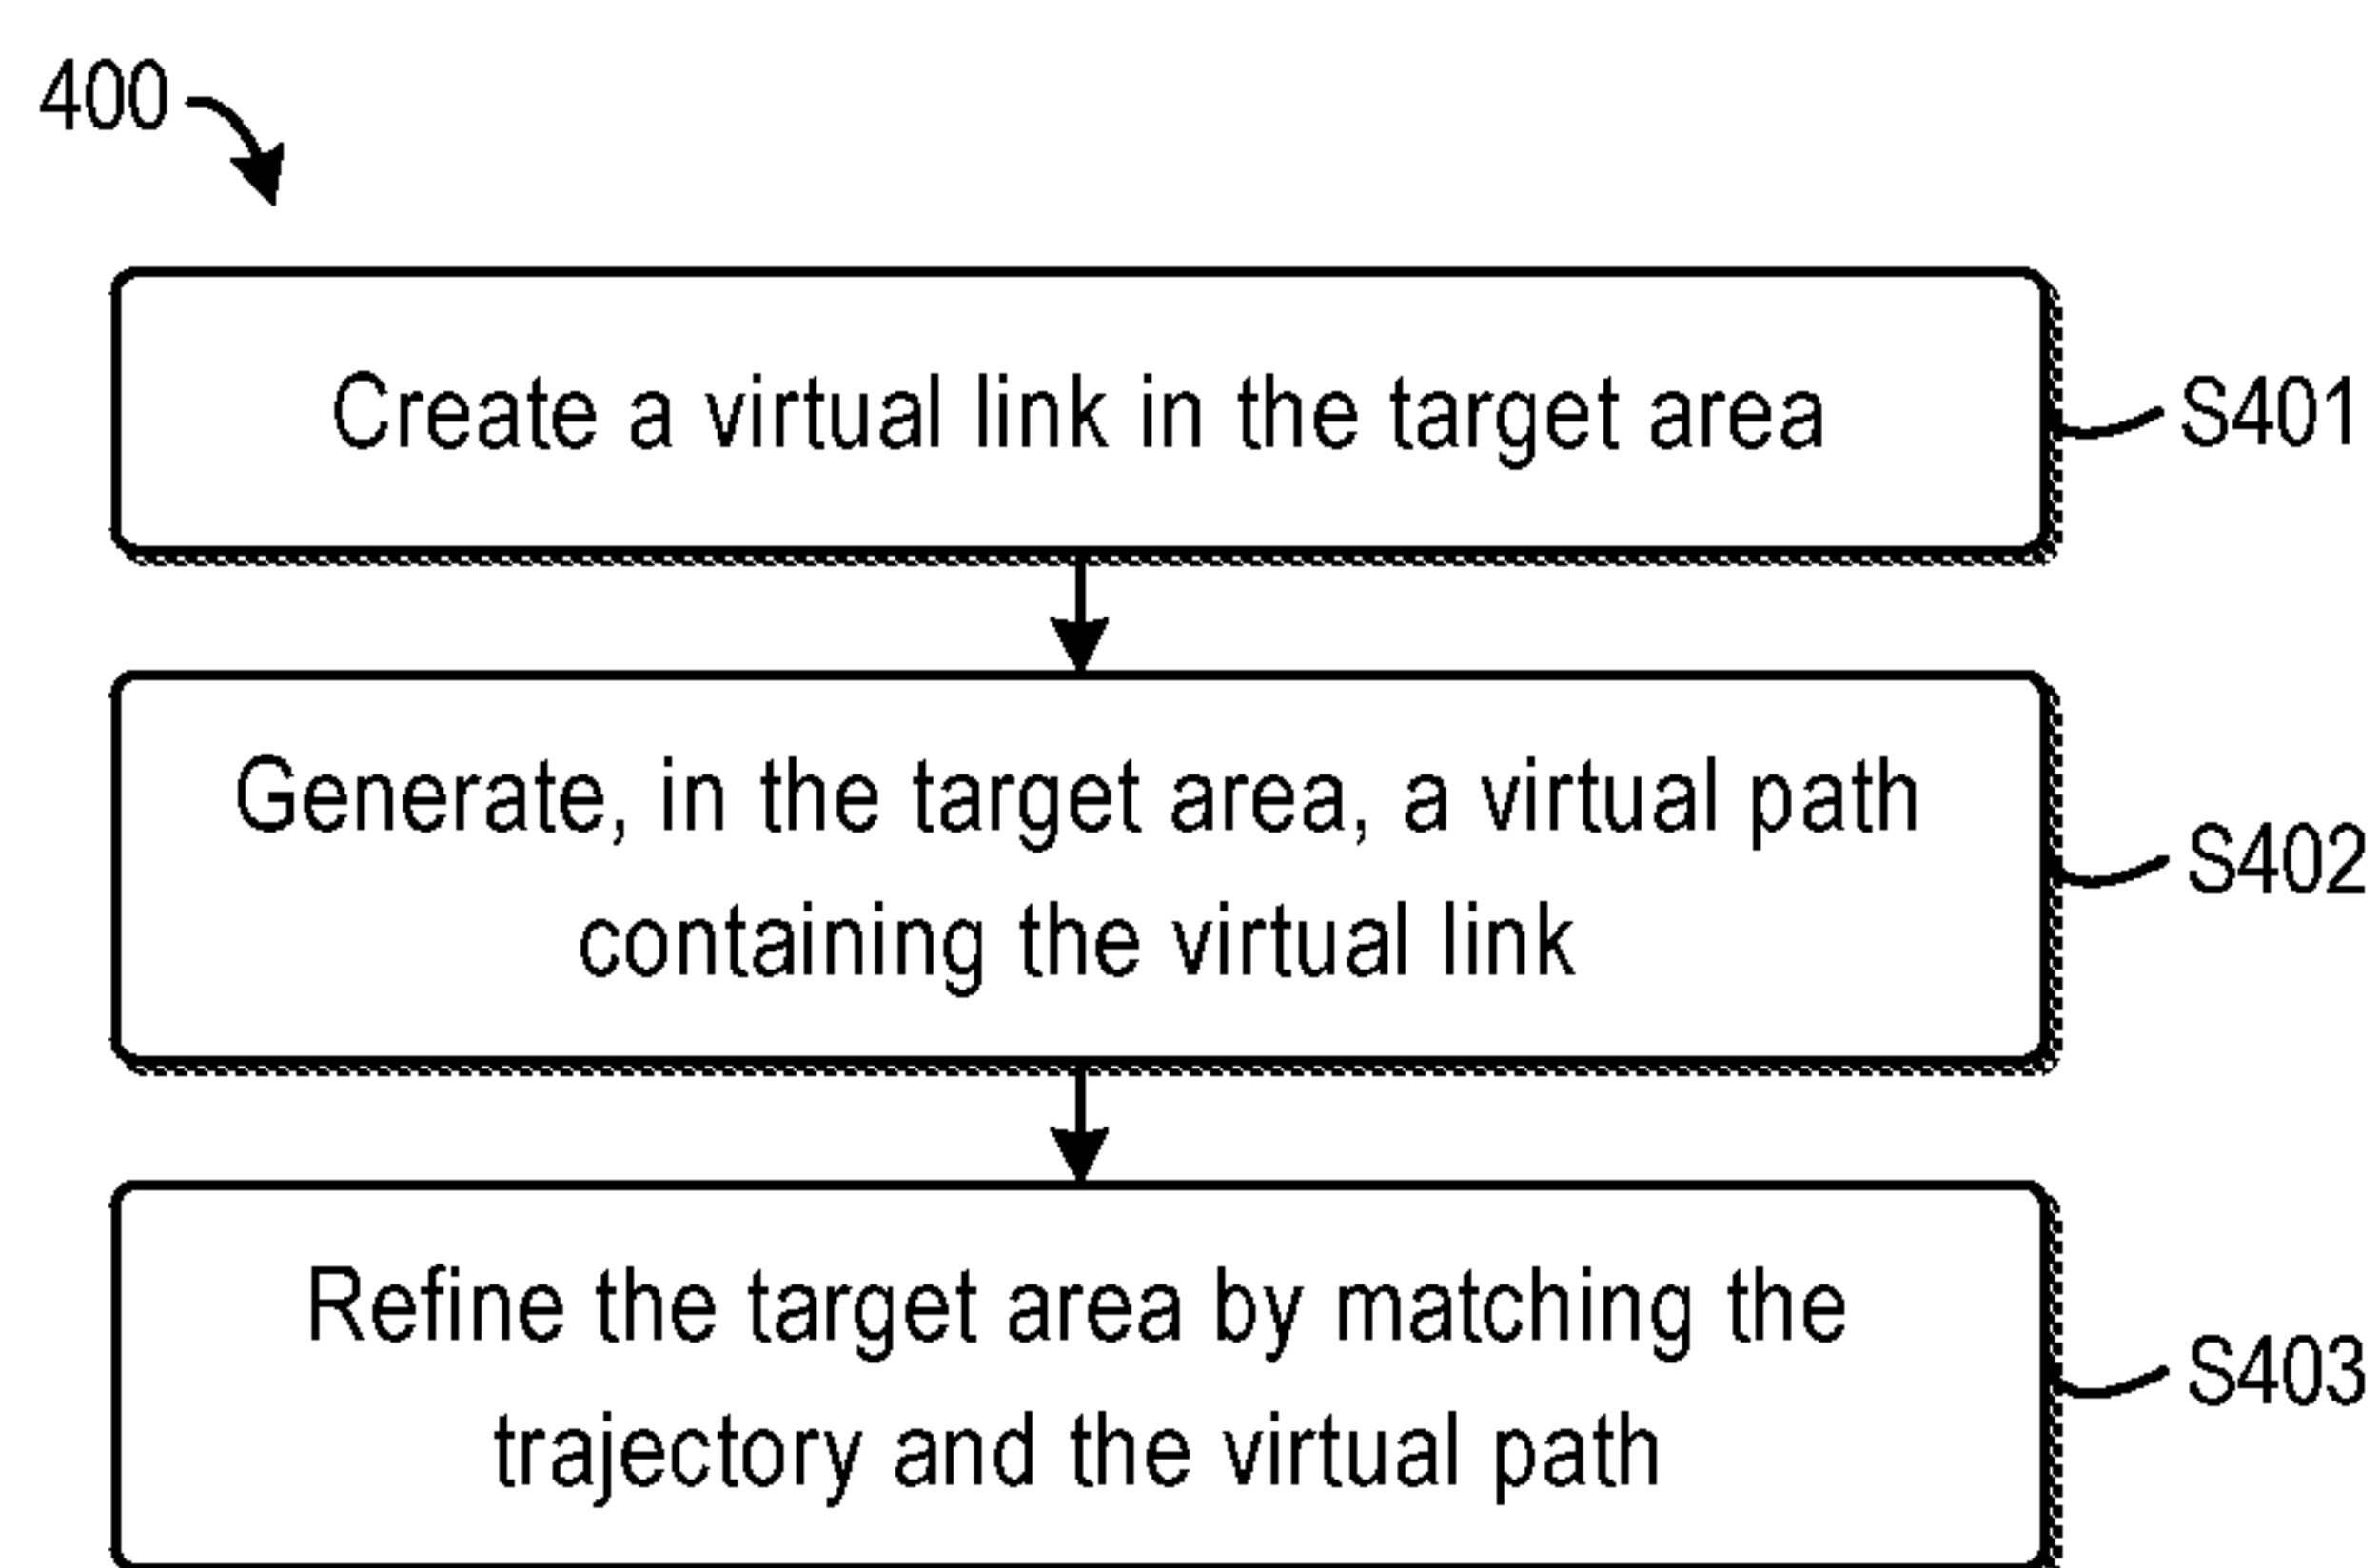 400
Create a virtual link in the target area
S401
Generate, in the target area, a virtual path
containing the virtual link
S402
Refine the target area by matching the
trajectory and the virtual path
S403